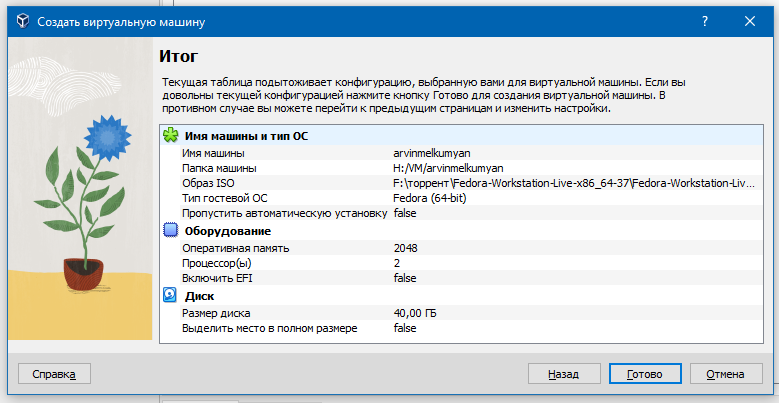 Создать виртуальную машину
Итог
Текущая таблица подытоживает конфигурацию, выбранную вами для виртуальной машины. Если вы
довольны текущей конфигурацией нажмите кнопку Готово для создания виртуальной машины. В
противном случае вы можете перейти к предыдущим страницам и изменить настройки.
Имя машины и тип ОС
Имя машины arvinmelkumyan
Папка машины H:/VM/arvinmelkumyan
Образ ISO F:\торрент\Fedora-Workstation-Live-x86_64-37\Fedora-Workstation-Liv...
Тип гостевой ОС Fedora (64-bit)
Пропустить автоматическую установку false
Оборудование
Оперативная память 2048
Процессор(ы) 2
Включить EFI false
Диск
Размер диска 40,00 ГБ
Выделить место в полном размере false
Справка Назад Готово Отмена